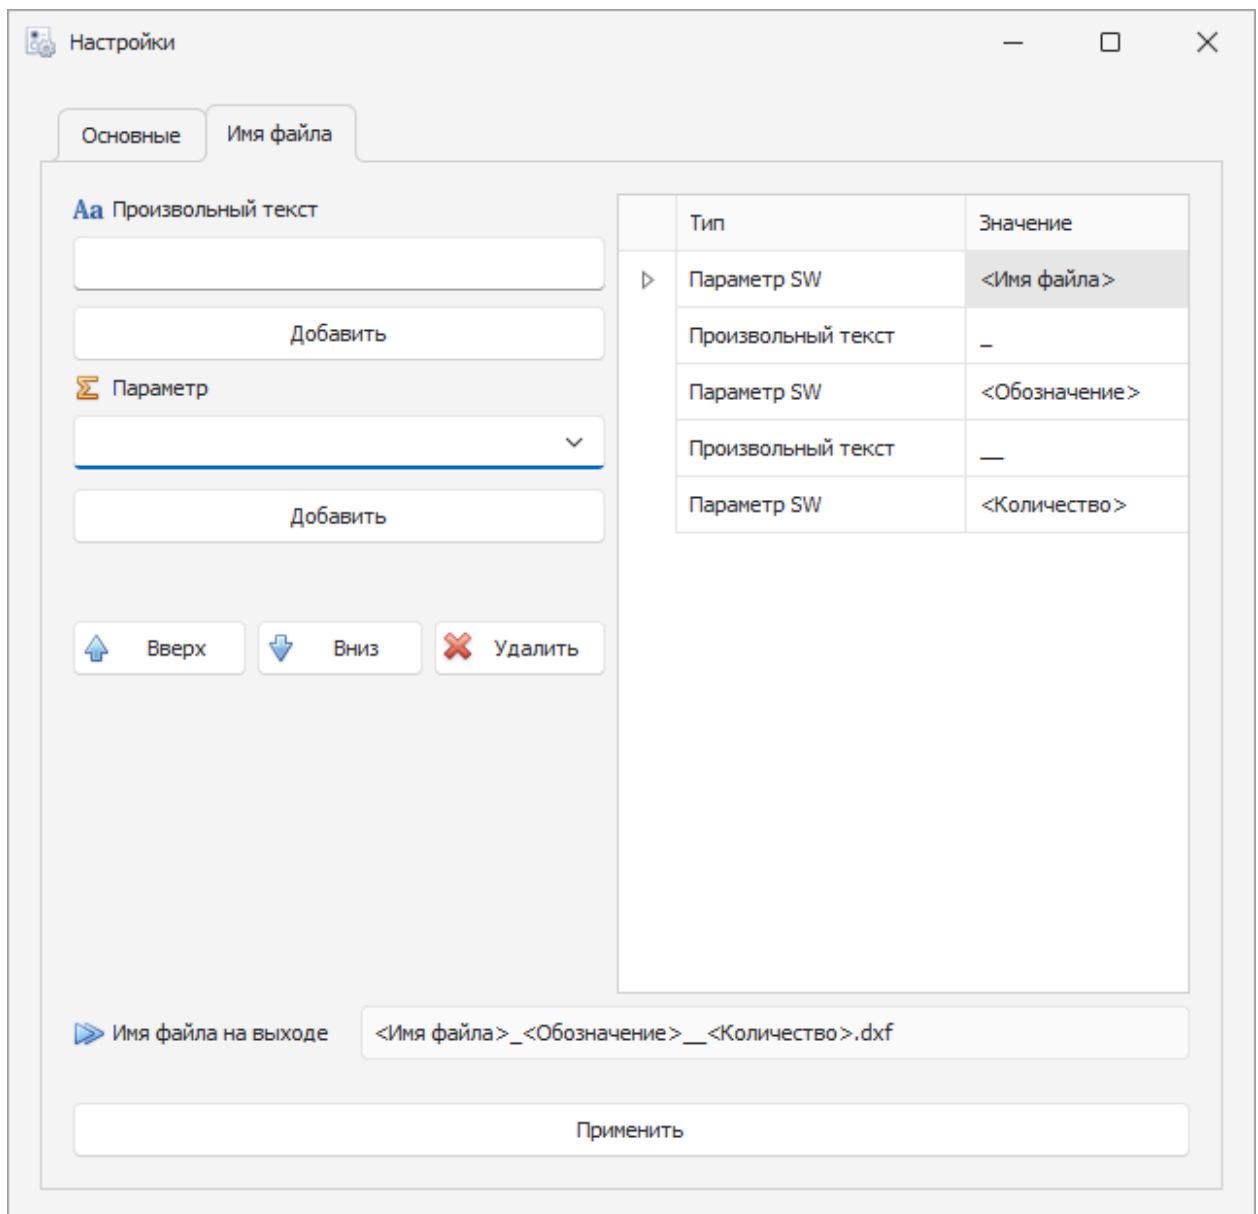 Настройки
Основные
Имя файла
Aa Произвольный текст
Добавить
Параметр
Добавить
Вверх
Вниз
Удалить
Тип Значение
Параметр SW <Имя файла>
Произвольный текст _
Параметр SW <Обозначение>
Произвольный текст __
Параметр SW <Количество>
Имя файла на выходе <Имя файла>_<Обозначение>__<Количество>.dxf
Применить